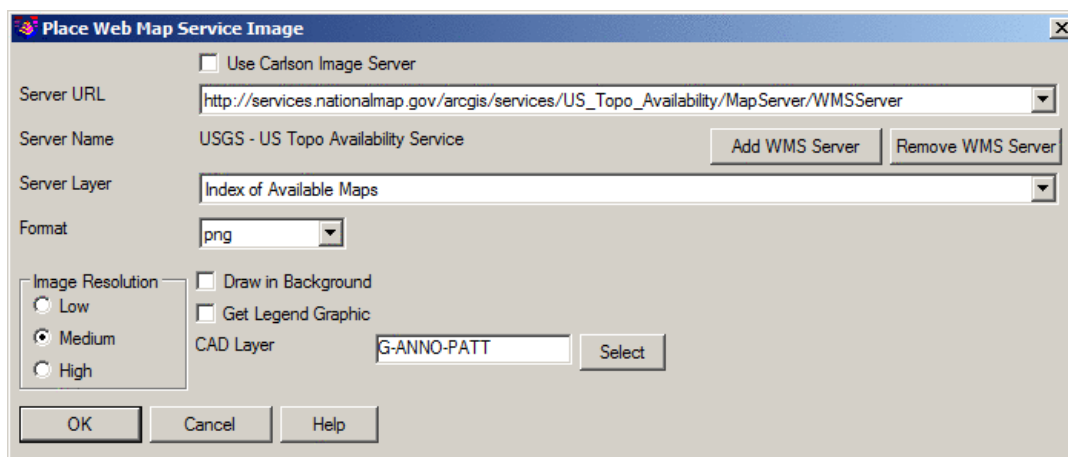 Place Web Map Service Image
Use Carlson Image Server
Server URL
http://services.nationalmap.gov/arcgis/services/US_Topo_Availability/MapServer/WMSServer
Server Name
USGS - US Topo Availability Service
Add WMS Server
Remove WMS Server
Server Layer
Index of Available Maps
Format
png
Image Resolution
Low
Medium
High
Draw in Background
Get Legend Graphic
CAD Layer
G-ANNO-PATT
Select
OK
Cancel
Help